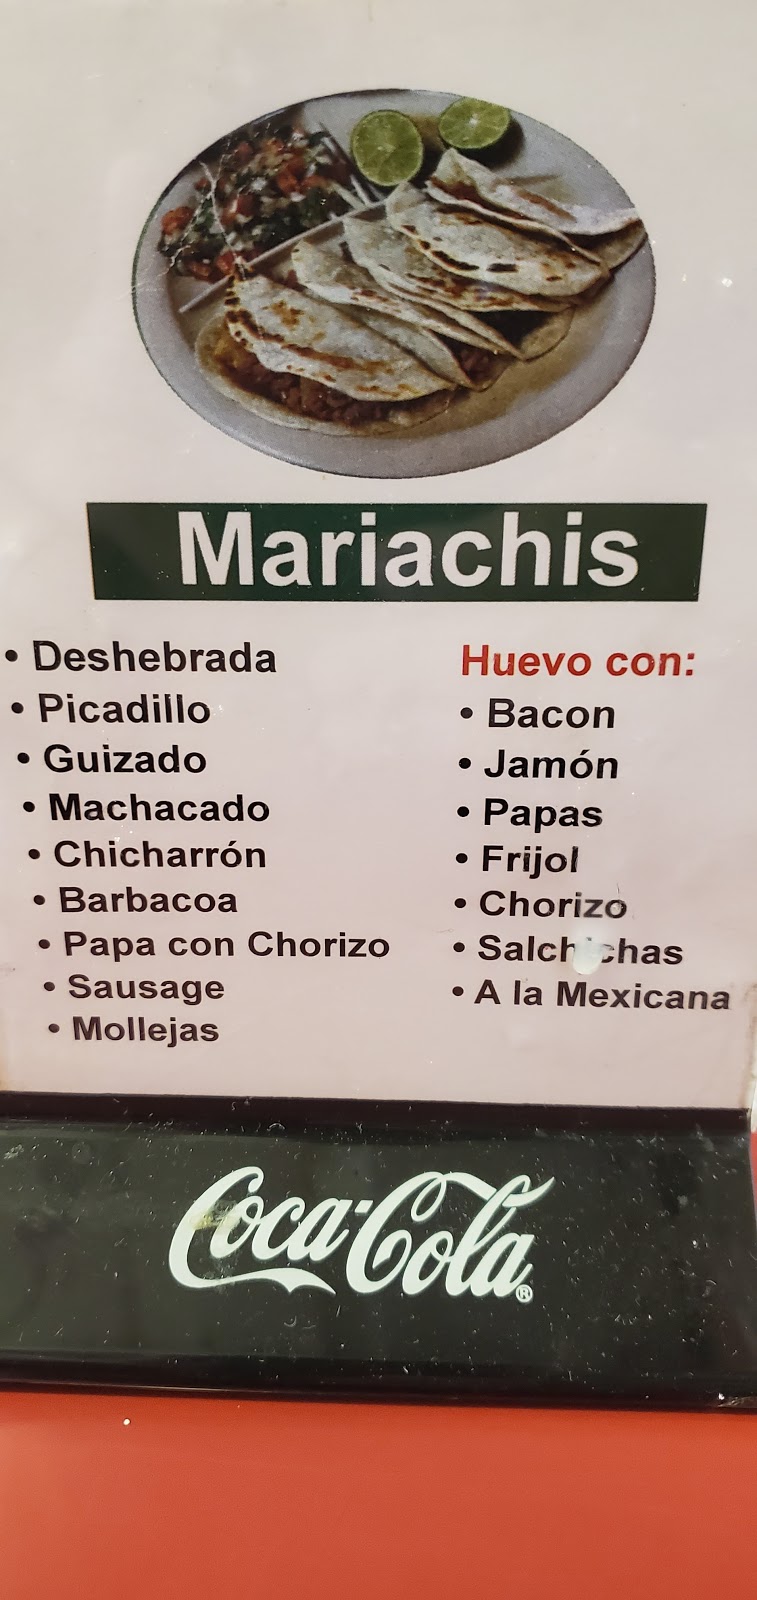 Mariachis
• Deshebrada
• Picadillo
• Guizado
• Machacado
• Chicharrón
• Barbacoa
• Papa con Chorizo
• Sausage
• Mollejas
Huevo con:
• Bacon
• Jamón
• Papas
• Frijol
• Chorizo
• Salchichas
• A la Mexicana
Coca-Cola®